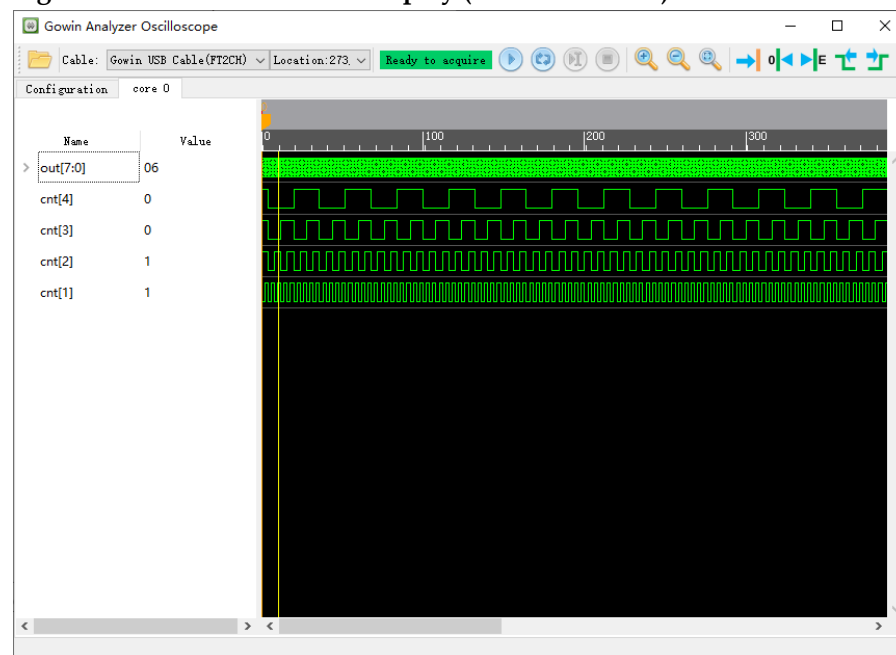 Gowin Analyzer Oscilloscope
Cable: Gowin USB Cable(FT2CH) Location:273, Ready to acquire 0 E
Configuration core 0
Name Value 0 100 200 300
out[7:0] 06
cnt[4] 0
cnt[3] 0
cnt[2] 1
cnt[1] 1